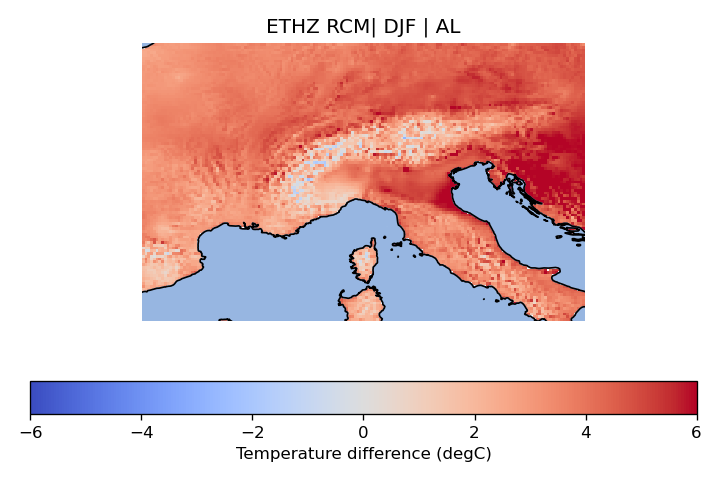 ETHZ RCM| DJF | AL
−6 −4 −2 0 2 4 6
Temperature difference (degC)